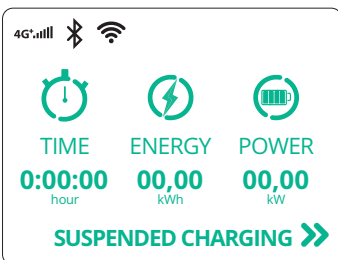 4G+
TIME ENERGY POWER
0:00:00 00,00 00,00
hour kWh kW
SUSPENDED CHARGING